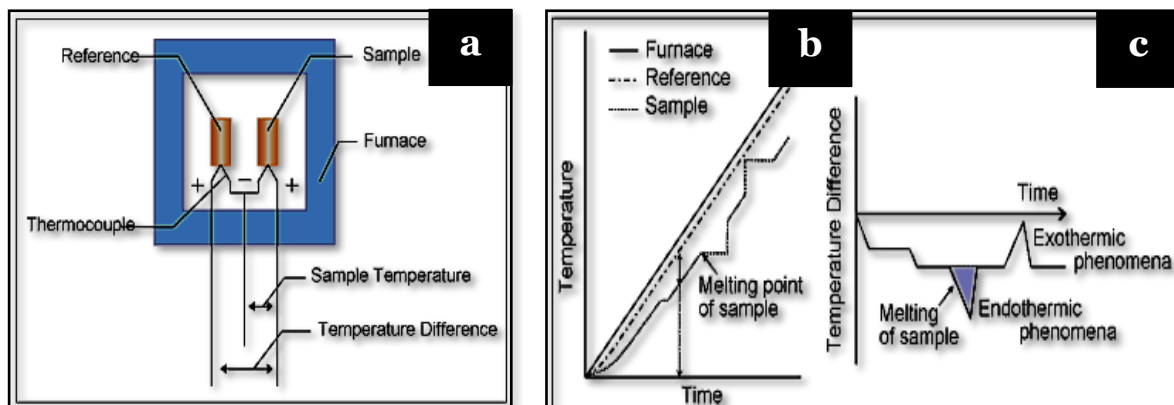 a
Reference
Sample
Furnace
+ − +
Thermocouple
Sample Temperature
Temperature Difference
b
Furnace
Reference
Sample
Temperature
Melting point
of sample
Time
c
Temperature Difference
Time
Exothermic
phenomena
Melting
of sample
Endothermic
phenomena